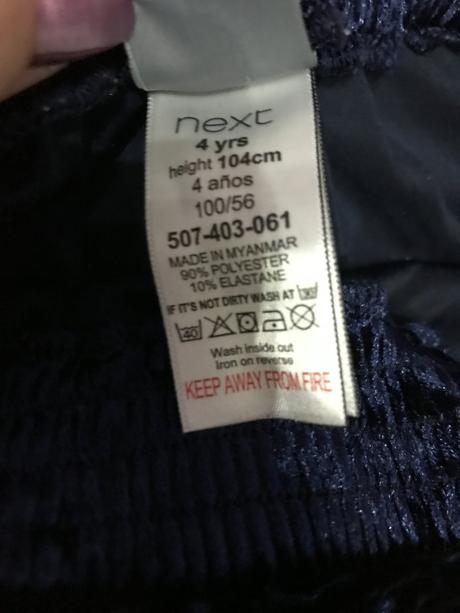 next
4 yrs
height 104cm
4 años
100/56
507-403-061
MADE IN MYANMAR
90% POLYESTER
10% ELASTANE
IF IT'S NOT DIRTY WASH AT 30°
40
Wash inside out
Iron on reverse
KEEP AWAY FROM FIRE